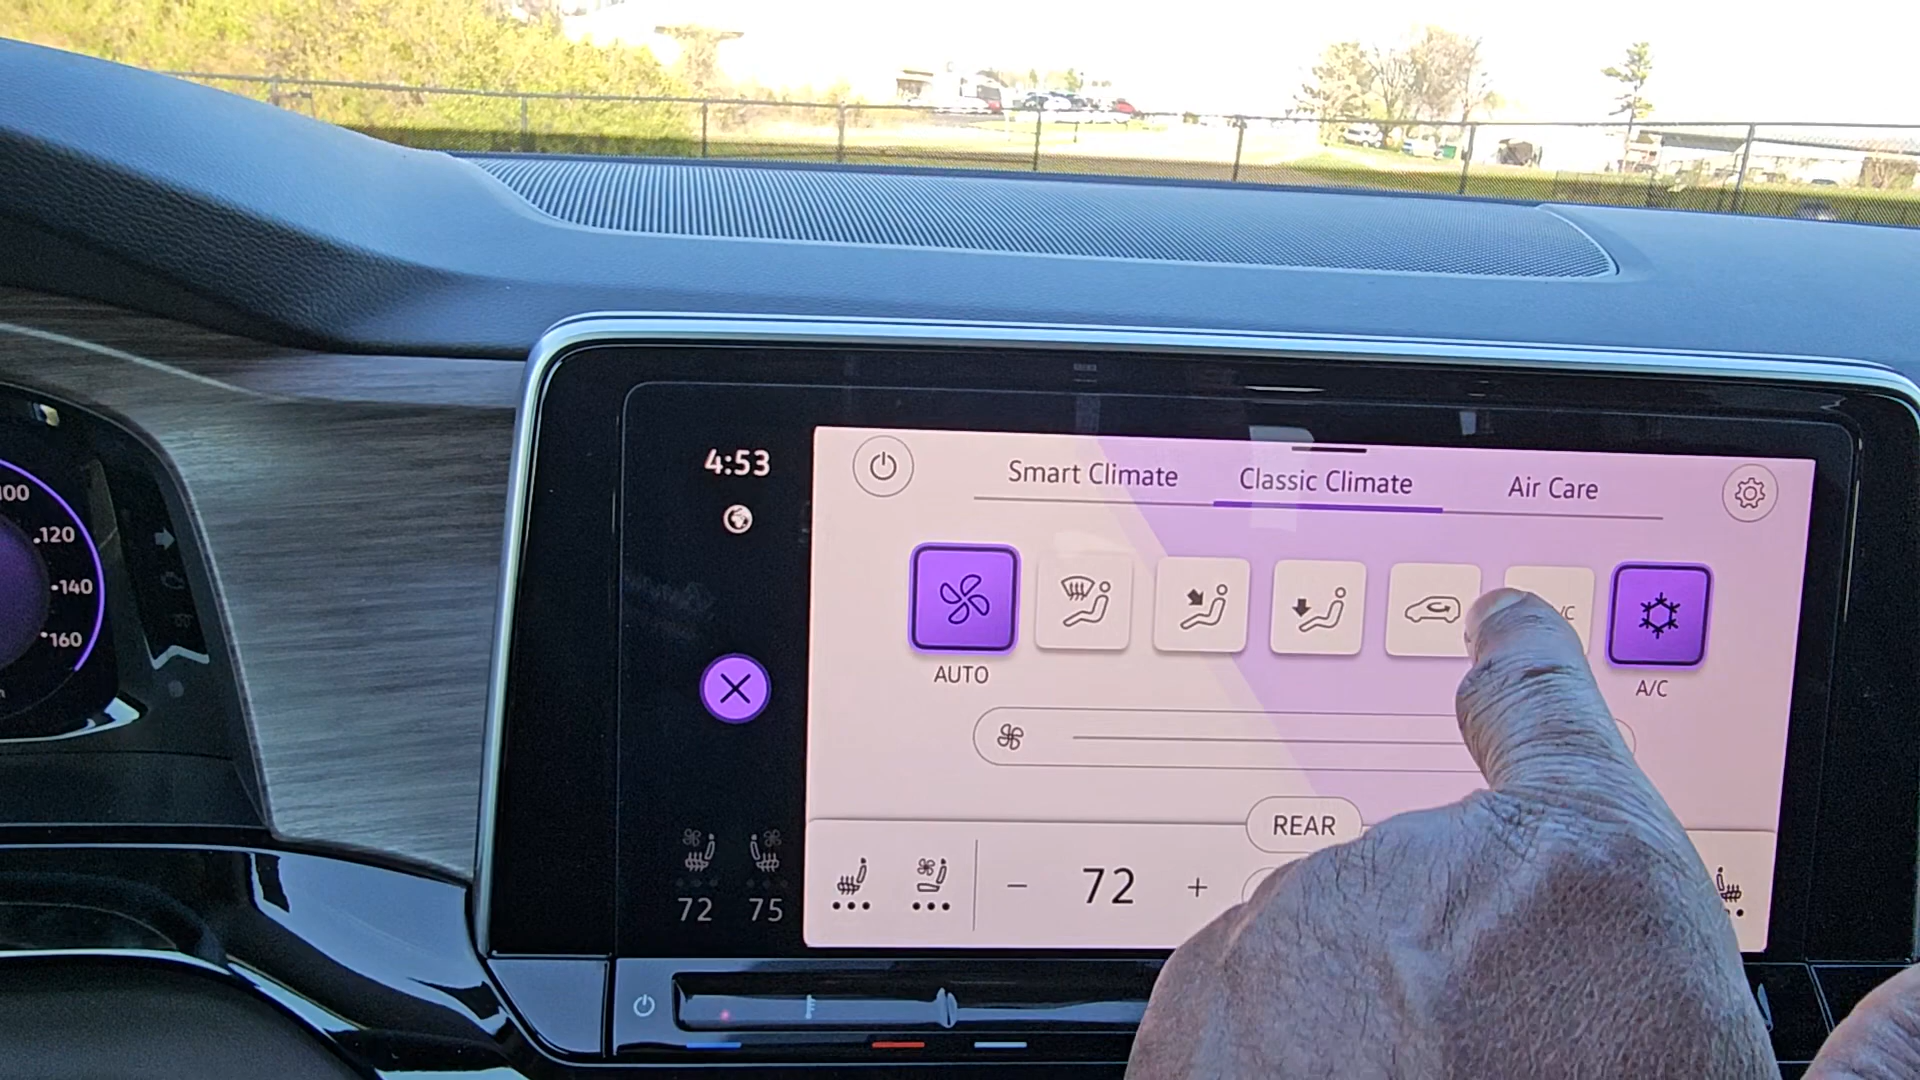 4:53
Smart Climate
Classic Climate
Air Care
100
120
140
160
AUTO
/C
A/C
REAR
72
72
75